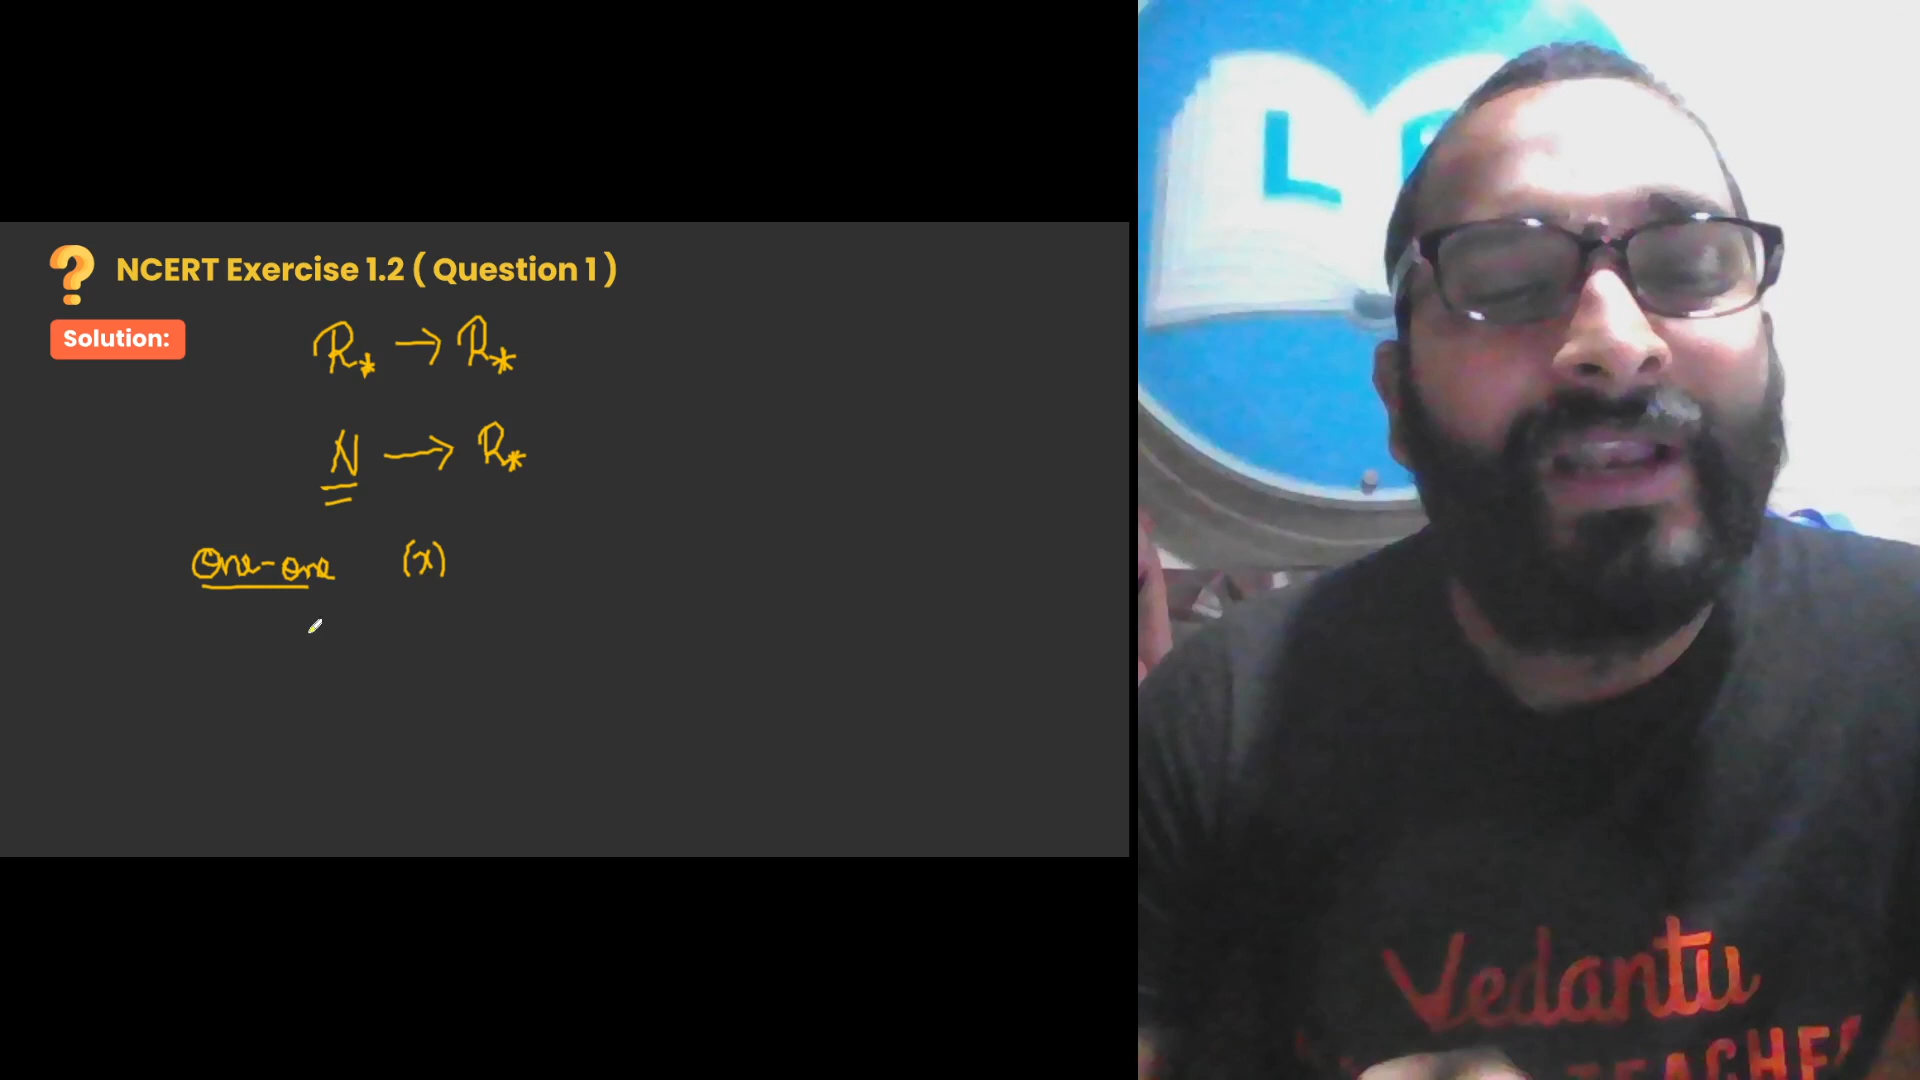 NCERT Exercise 1.2 ( Question 1 )
Solution:
R* → R*
N → R*
One-one (x)
L
Vedantu